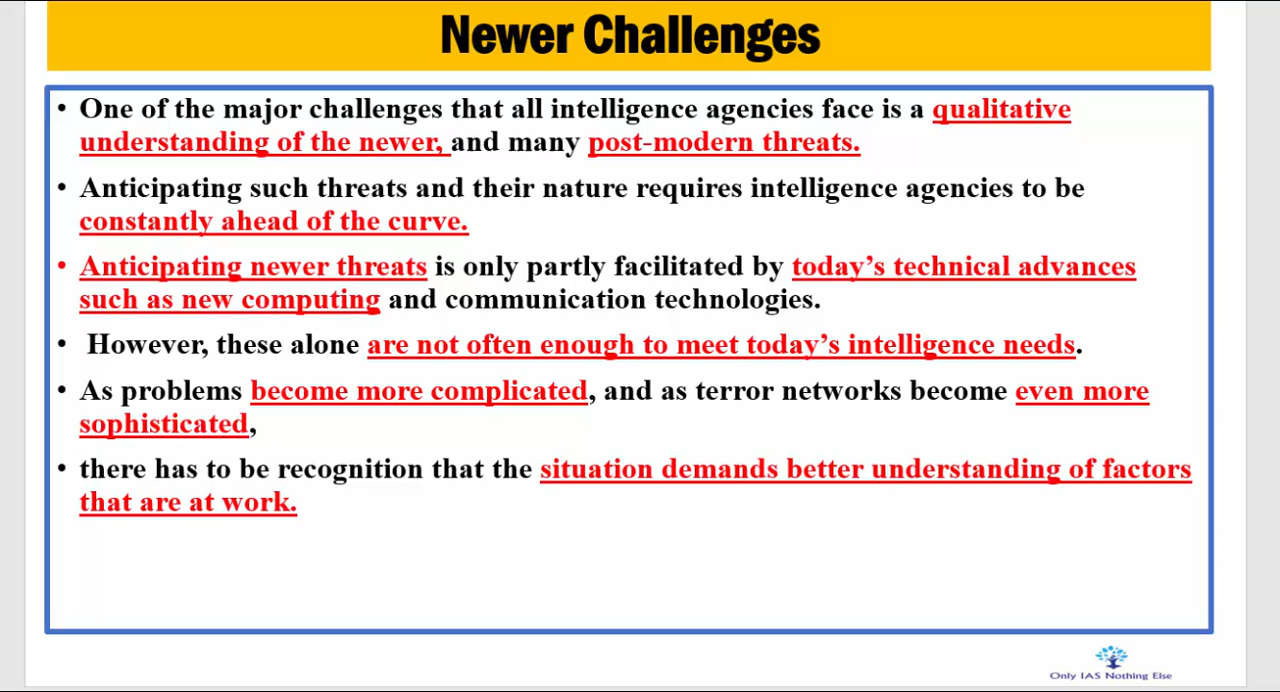 Newer Challenges
• One of the major challenges that all intelligence agencies face is a qualitative
understanding of the newer, and many post-modern threats.
• Anticipating such threats and their nature requires intelligence agencies to be
constantly ahead of the curve.
• Anticipating newer threats is only partly facilitated by today’s technical advances
such as new computing and communication technologies.
• However, these alone are not often enough to meet today’s intelligence needs.
• As problems become more complicated, and as terror networks become even more
sophisticated,
• there has to be recognition that the situation demands better understanding of factors
that are at work.
Only IAS Nothing Else